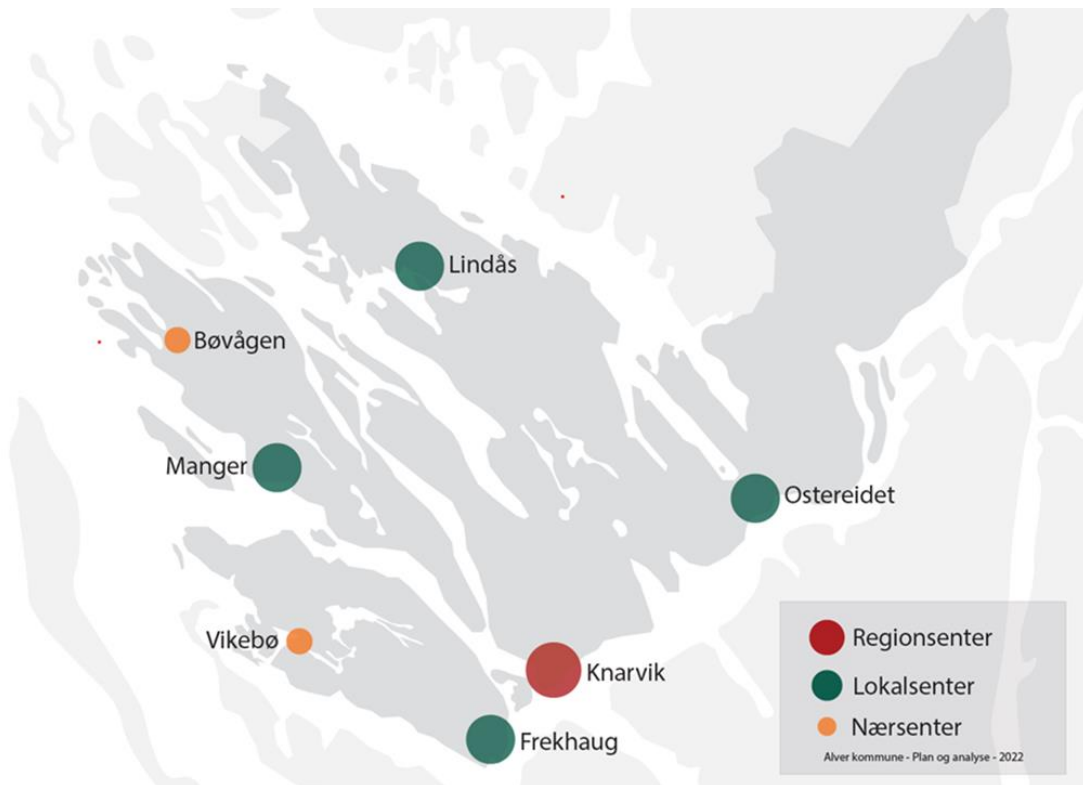 Lindås
Bøvågen
Manger
Ostereidet
Vikebø
Knarvik
Frekhaug
Regionsenter
Lokalsenter
Nærsenter
Alver kommune - Plan og analyse - 2022